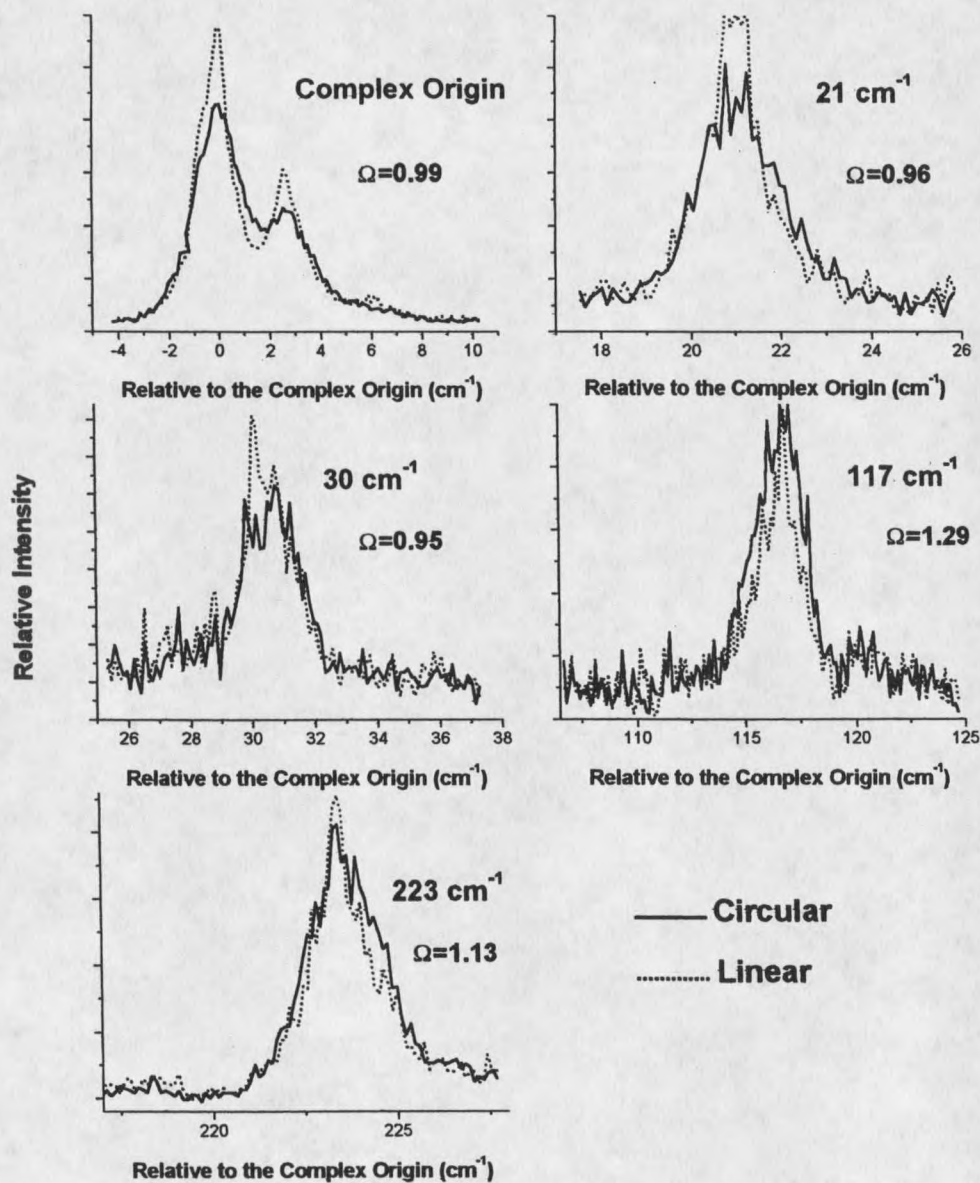 Complex Origin
Ω=0.99
-4 -2 0 2 4 6 8 10
Relative to the Complex Origin (cm⁻¹)
21 cm⁻¹
Ω=0.96
18 20 22 24 26
Relative to the Complex Origin (cm⁻¹)
Relative Intensity
30 cm⁻¹
Ω=0.95
26 28 30 32 34 36 38
Relative to the Complex Origin (cm⁻¹)
117 cm⁻¹
Ω=1.29
110 115 120 125
Relative to the Complex Origin (cm⁻¹)
223 cm⁻¹
Ω=1.13
220 225
Relative to the Complex Origin (cm⁻¹)
Circular
Linear